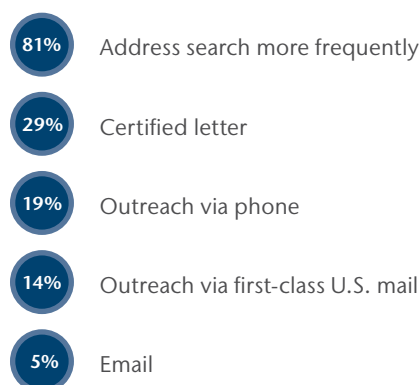 81% Address search more frequently
29% Certified letter
19% Outreach via phone
14% Outreach via first-class U.S. mail
5% Email